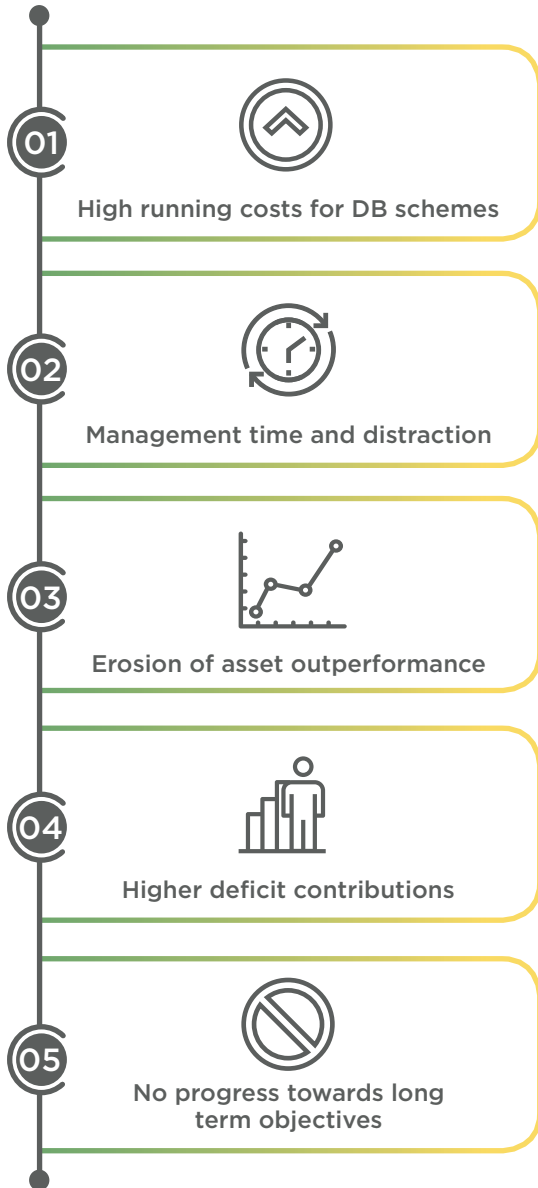 01
High running costs for DB schemes
02
Management time and distraction
03
Erosion of asset outperformance
04
Higher deficit contributions
05
No progress towards long
term objectives